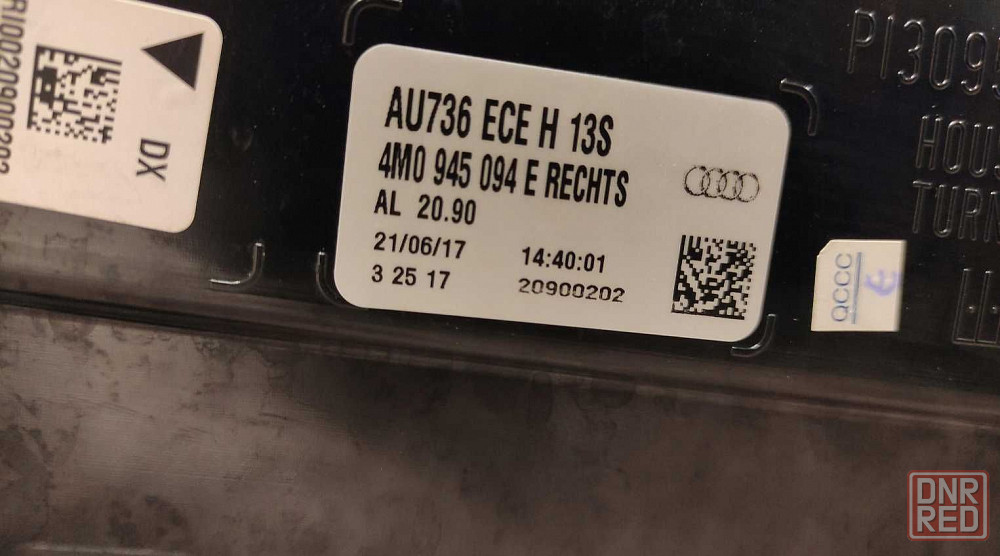 AU736 ECE H 13S
4M0 945 094 E RECHTS
AL 20.90
21/06/17 14:40:01
3 25 17 20900202
DX
QCCC
DNR
RED